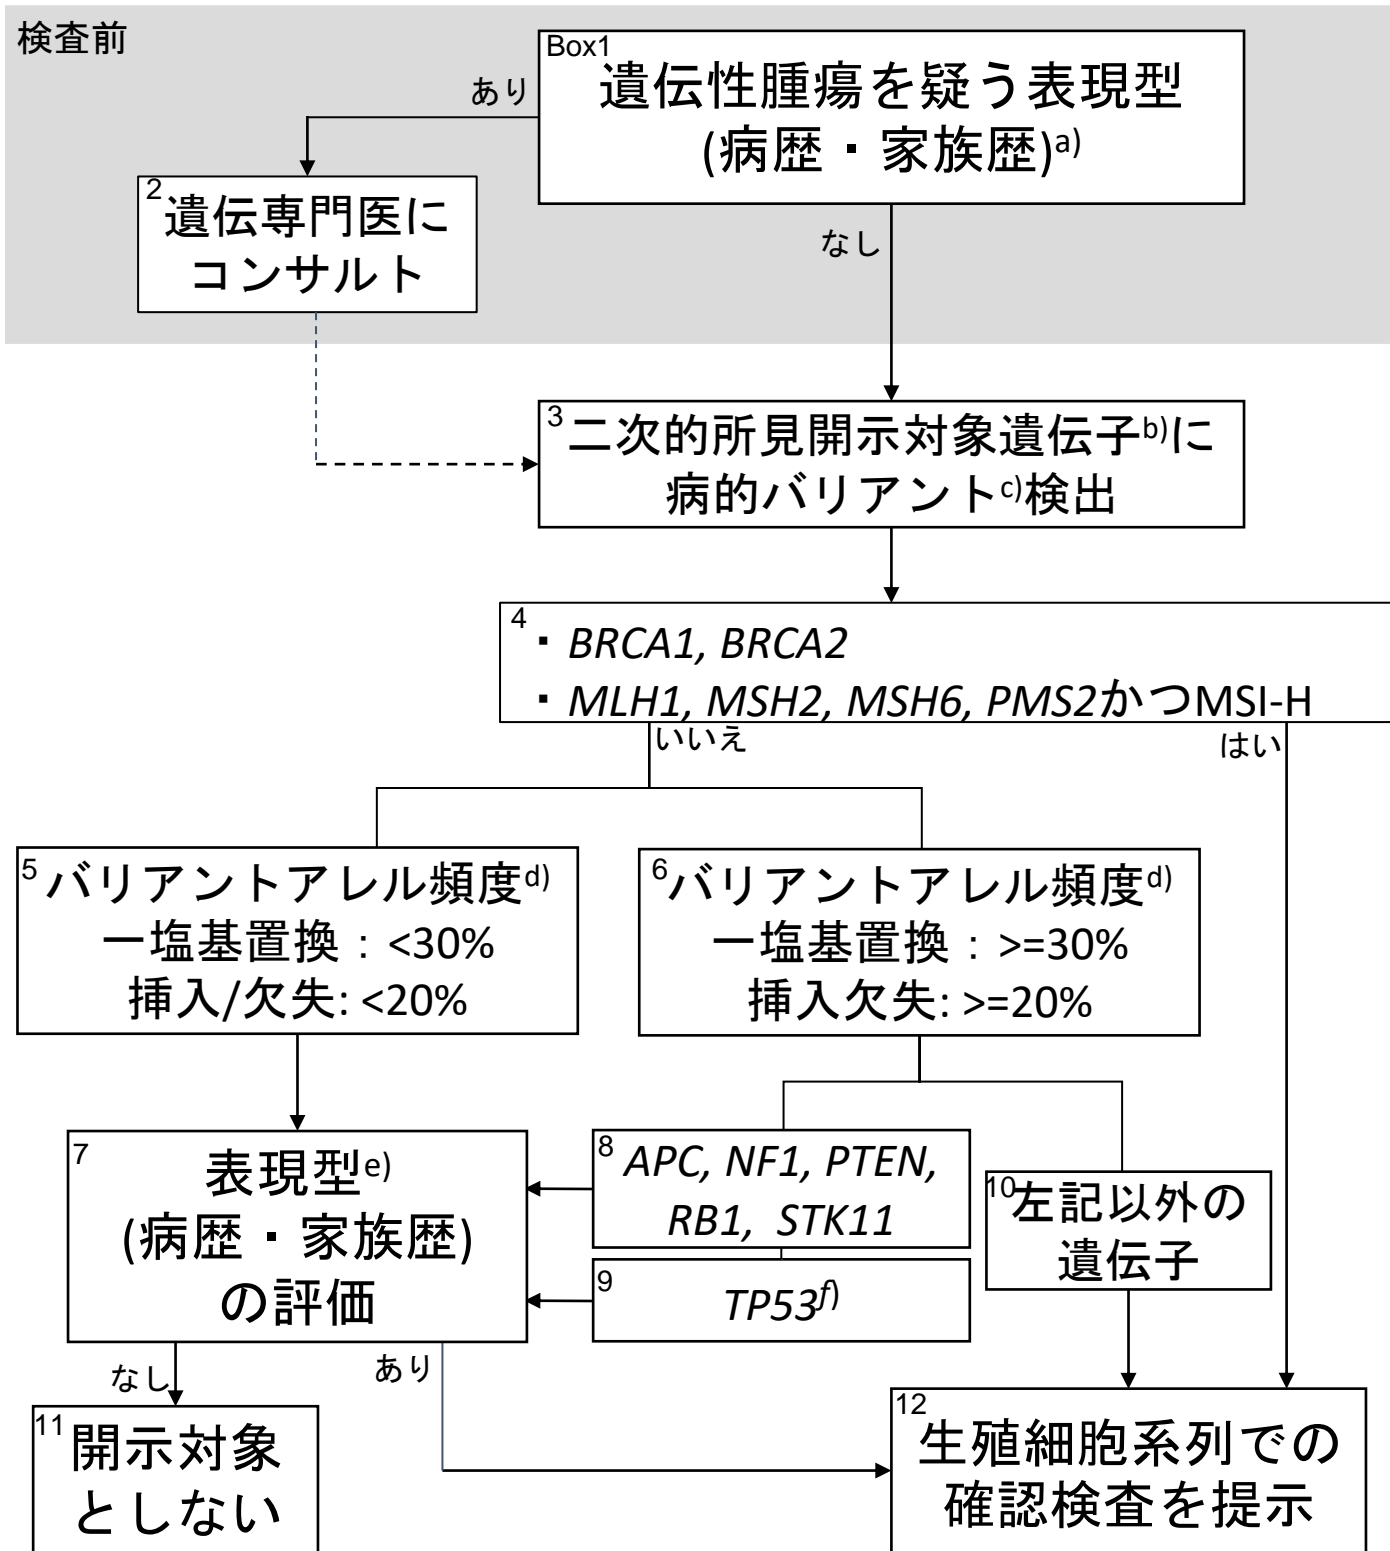 検査前
Box1
遺伝性腫瘍を疑う表現型
(病歴・家族歴)a)
あり
なし
2
遺伝専門医に
コンサルト
3
二次的所見開示対象遺伝子b)に
病的バリアントc)検出
4
・BRCA1, BRCA2
・MLH1, MSH2, MSH6, PMS2かつMSI-H
いいえ
はい
5
バリアントアレル頻度d)
一塩基置換：<30%
挿入/欠失: <20%
6
バリアントアレル頻度d)
一塩基置換：>=30%
挿入欠失: >=20%
7
表現型e)
(病歴・家族歴)
の評価
8
APC, NF1, PTEN,
RB1, STK11
9
TP53f)
10
左記以外の
遺伝子
なし
あり
11
開示対象
としない
12
生殖細胞系列での
確認検査を提示